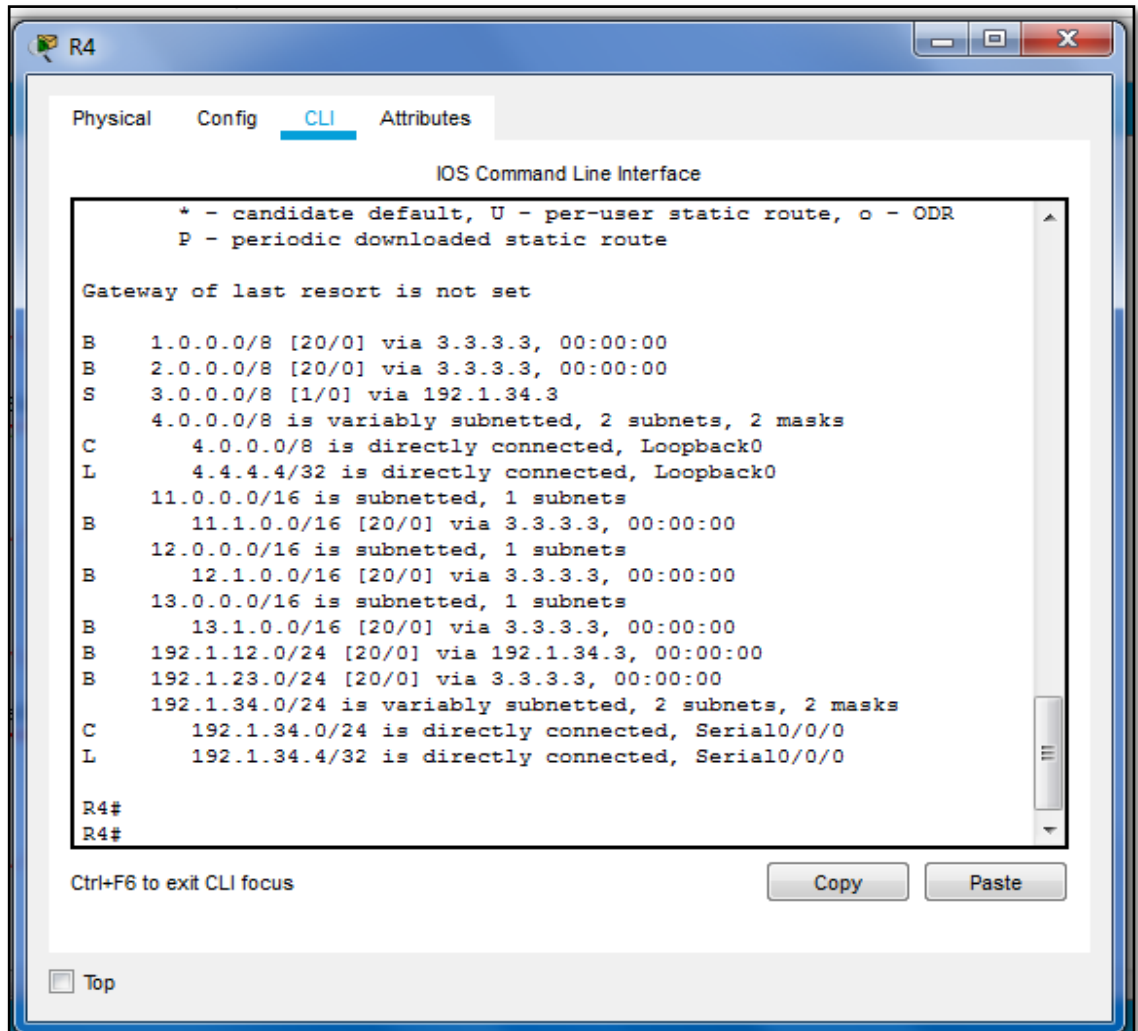 R4
Physical Config CLI Attributes
IOS Command Line Interface
* - candidate default, U - per-user static route, o - ODR
P - periodic downloaded static route
Gateway of last resort is not set
B 1.0.0.0/8 [20/0] via 3.3.3.3, 00:00:00
B 2.0.0.0/8 [20/0] via 3.3.3.3, 00:00:00
S 3.0.0.0/8 [1/0] via 192.1.34.3
4.0.0.0/8 is variably subnetted, 2 subnets, 2 masks
C 4.0.0.0/8 is directly connected, Loopback0
L 4.4.4.4/32 is directly connected, Loopback0
11.0.0.0/16 is subnetted, 1 subnets
B 11.1.0.0/16 [20/0] via 3.3.3.3, 00:00:00
12.0.0.0/16 is subnetted, 1 subnets
B 12.1.0.0/16 [20/0] via 3.3.3.3, 00:00:00
13.0.0.0/16 is subnetted, 1 subnets
B 13.1.0.0/16 [20/0] via 3.3.3.3, 00:00:00
B 192.1.12.0/24 [20/0] via 192.1.34.3, 00:00:00
B 192.1.23.0/24 [20/0] via 3.3.3.3, 00:00:00
192.1.34.0/24 is variably subnetted, 2 subnets, 2 masks
C 192.1.34.0/24 is directly connected, Serial0/0/0
L 192.1.34.4/32 is directly connected, Serial0/0/0
R4#
R4#
Ctrl+F6 to exit CLI focus Copy Paste
Top